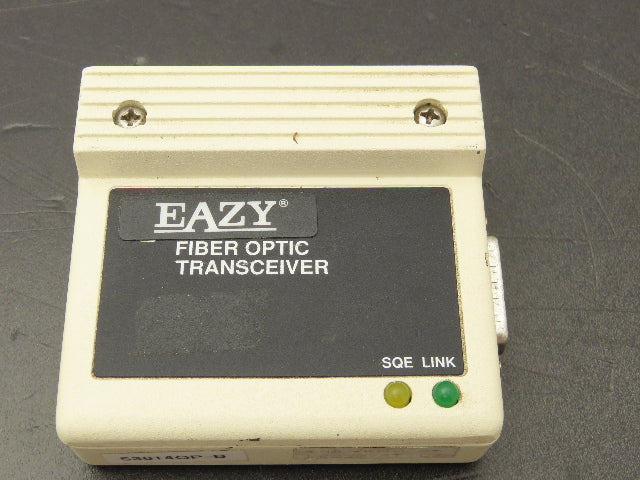 EAZY®
FIBER OPTIC
TRANSCEIVER
SQE LINK